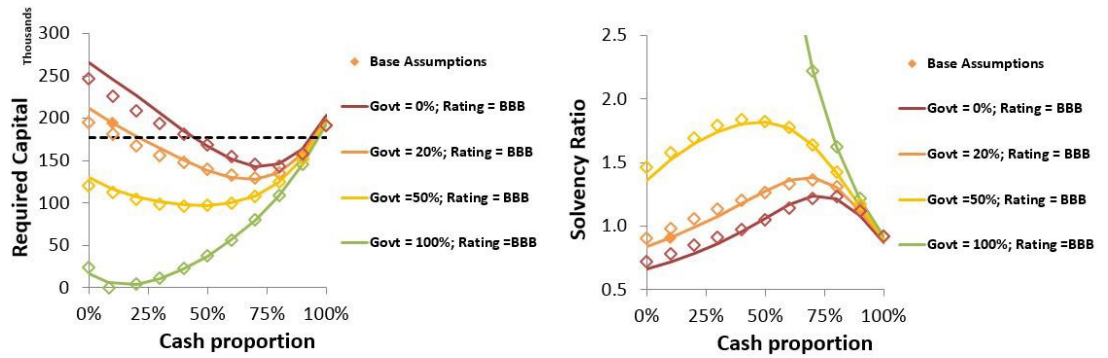 Thousands
Required Capital
300
250
200
150
100
50
0
0%
25%
50%
75%
100%
Cash proportion
Base Assumptions
Govt = 0%; Rating = BBB
Govt = 20%; Rating = BBB
Govt =50%; Rating = BBB
Govt = 100%; Rating =BBB
Solvency Ratio
2.5
2.0
1.5
1.0
0.5
0%
25%
50%
75%
100%
Cash proportion
Base Assumptions
Govt = 0%; Rating = BBB
Govt = 20%; Rating = BBB
Govt =50%; Rating = BBB
Govt = 100%; Rating =BBB